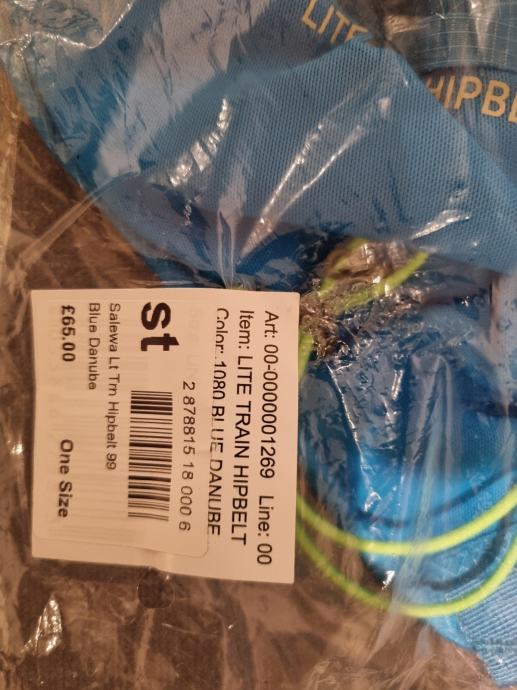 LITE
HIPBE
Art: 00-0000001269 Line: 00
Item: LITE TRAIN HIPBELT
Color: 1080 BLUE DANUBE
2 878815 18 000 6
st
Salewa Lt Trn Hipbelt 99
Blue Danube
£65.00 One Size